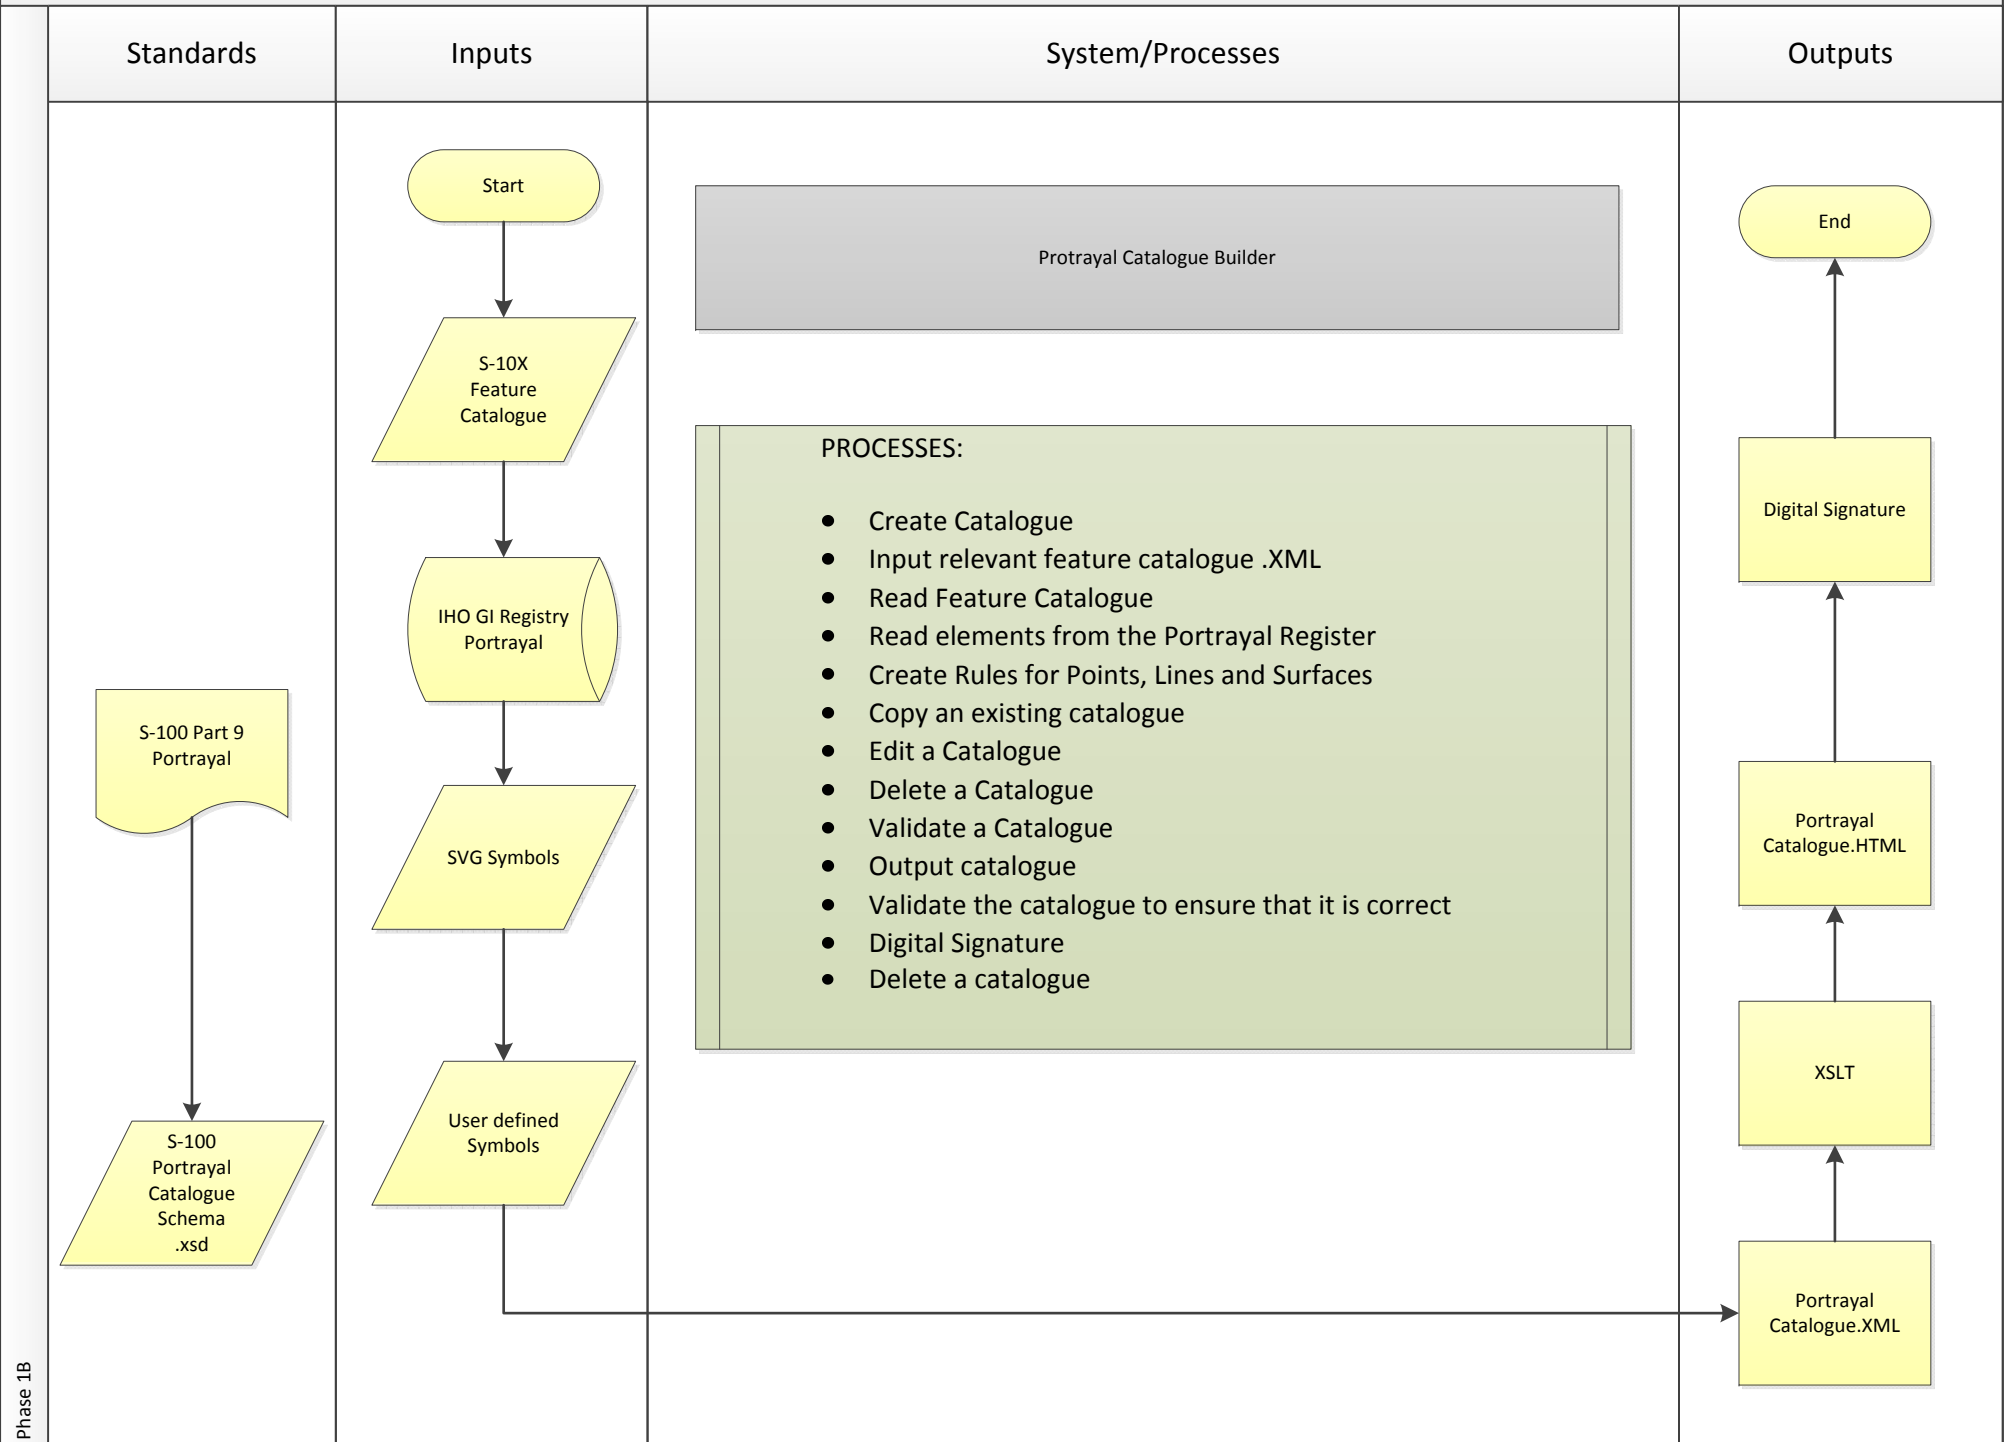 Standards
Inputs
System/Processes
Outputs
Phase 1B
S-100 Part 9
Portrayal
S-100
Portrayal
Catalogue
Schema
.xsd
Start
S-10X
Feature
Catalogue
IHO GI Registry
Portrayal
SVG Symbols
User defined
Symbols
Protrayal Catalogue Builder
PROCESSES:
• Create Catalogue
• Input relevant feature catalogue .XML
• Read Feature Catalogue
• Read elements from the Portrayal Register
• Create Rules for Points, Lines and Surfaces
• Copy an existing catalogue
• Edit a Catalogue
• Delete a Catalogue
• Validate a Catalogue
• Output catalogue
• Validate the catalogue to ensure that it is correct
• Digital Signature
• Delete a catalogue
End
Digital Signature
Portrayal
Catalogue.HTML
XSLT
Portrayal
Catalogue.XML